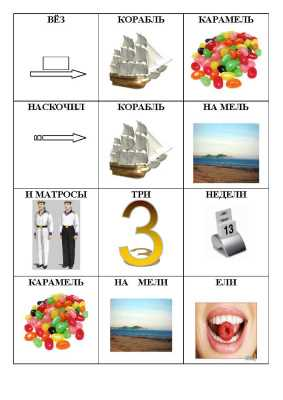 ВЁЗ КОРАБЛЬ КАРАМЕЛЬ
НАСКОЧИЛ КОРАБЛЬ НА МЕЛЬ
И МАТРОСЫ ТРИ НЕДЕЛИ
3
13
КАРАМЕЛЬ НА МЕЛИ ЕЛИ